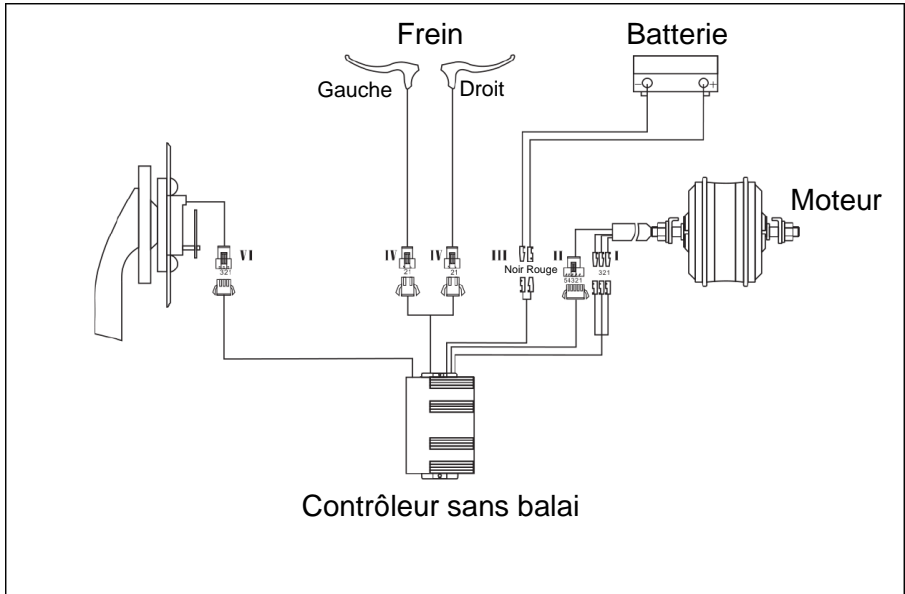 Frein
Batterie
Gauche
Droit
- +
Moteur
VI
IV
IV
III
II
I
321
21
21
Noir Rouge
54321
321
Contrôleur sans balai